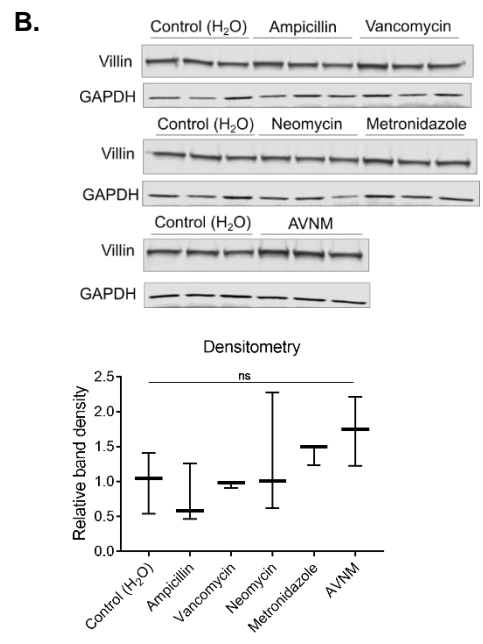 B.
Control (H₂O) Ampicillin Vancomycin
Villin
GAPDH
Control (H₂O) Neomycin Metronidazole
Villin
GAPDH
Control (H₂O) AVNM
Villin
GAPDH
Densitometry
ns
Relative band density
2.5
2.0
1.5
1.0
0.5
0.0
Control (H₂O)
Ampicillin
Vancomycin
Neomycin
Metronidazole
AVNM